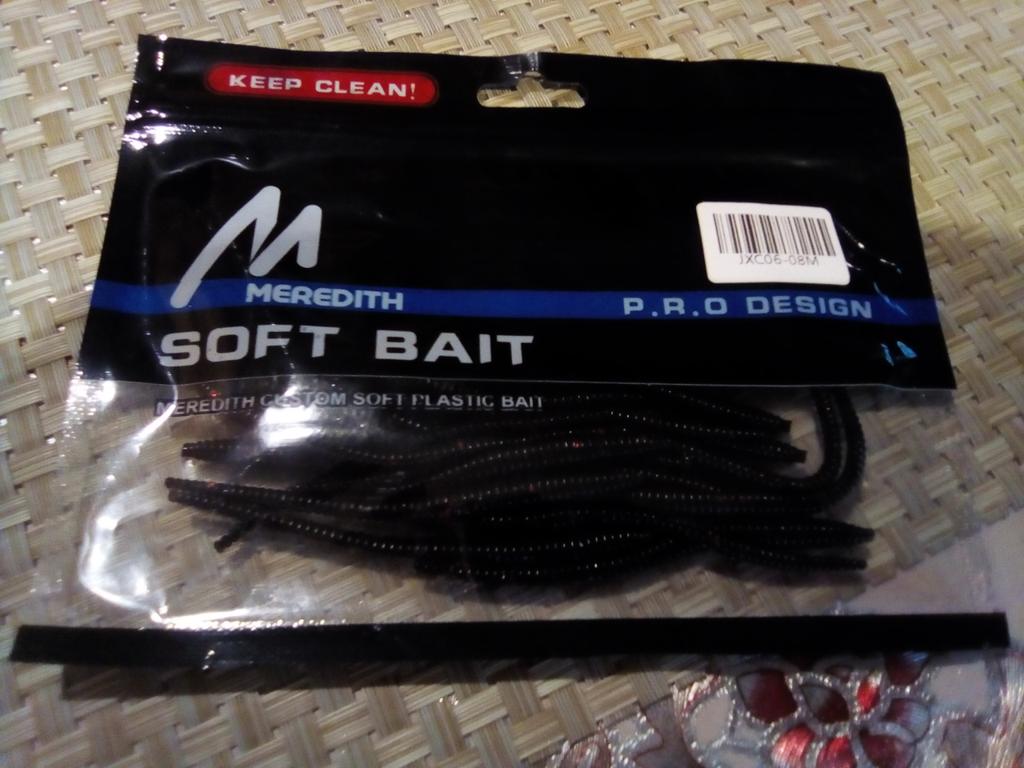 KEEP CLEAN!
JXC06-08M
MEREDITH
P.R.O DESIGN
SOFT BAIT
MEREDITH CUSTOM SOFT PLASTIC BAIT